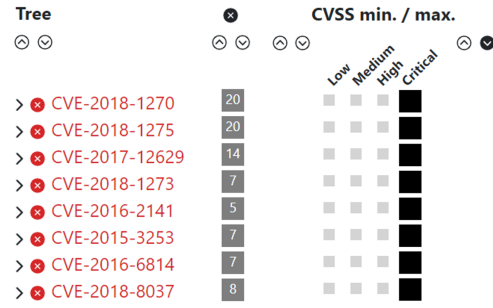 Tree CVSS min. / max.
Low Medium High Critical
CVE-2018-1270 20
CVE-2018-1275 20
CVE-2017-12629 14
CVE-2018-1273 7
CVE-2016-2141 5
CVE-2015-3253 7
CVE-2016-6814 7
CVE-2018-8037 8